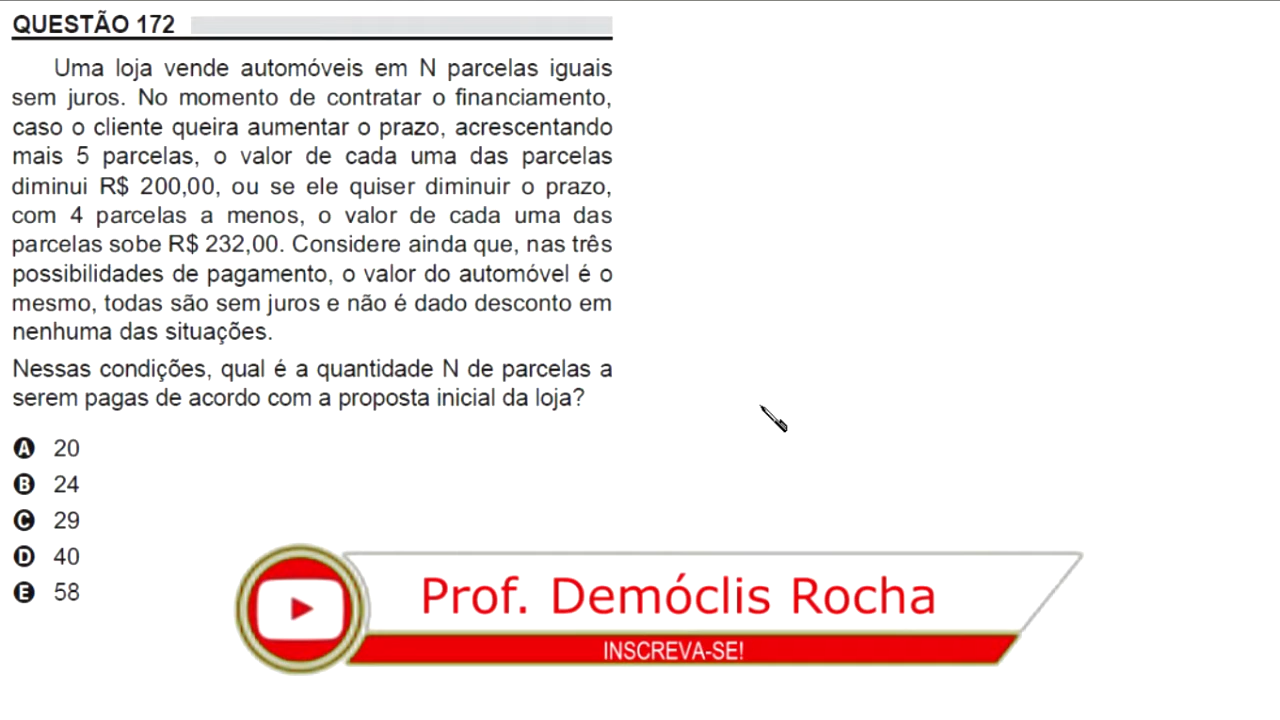 QUESTÃO 172
Uma loja vende automóveis em N parcelas iguais
sem juros. No momento de contratar o financiamento,
caso o cliente queira aumentar o prazo, acrescentando
mais 5 parcelas, o valor de cada uma das parcelas
diminui R$ 200,00, ou se ele quiser diminuir o prazo,
com 4 parcelas a menos, o valor de cada uma das
parcelas sobe R$ 232,00. Considere ainda que, nas três
possibilidades de pagamento, o valor do automóvel é o
mesmo, todas são sem juros e não é dado desconto em
nenhuma das situações.
Nessas condições, qual é a quantidade N de parcelas a
serem pagas de acordo com a proposta inicial da loja?
A 20
B 24
C 29
D 40
E 58
Prof. Demóclis Rocha
INSCREVA-SE!